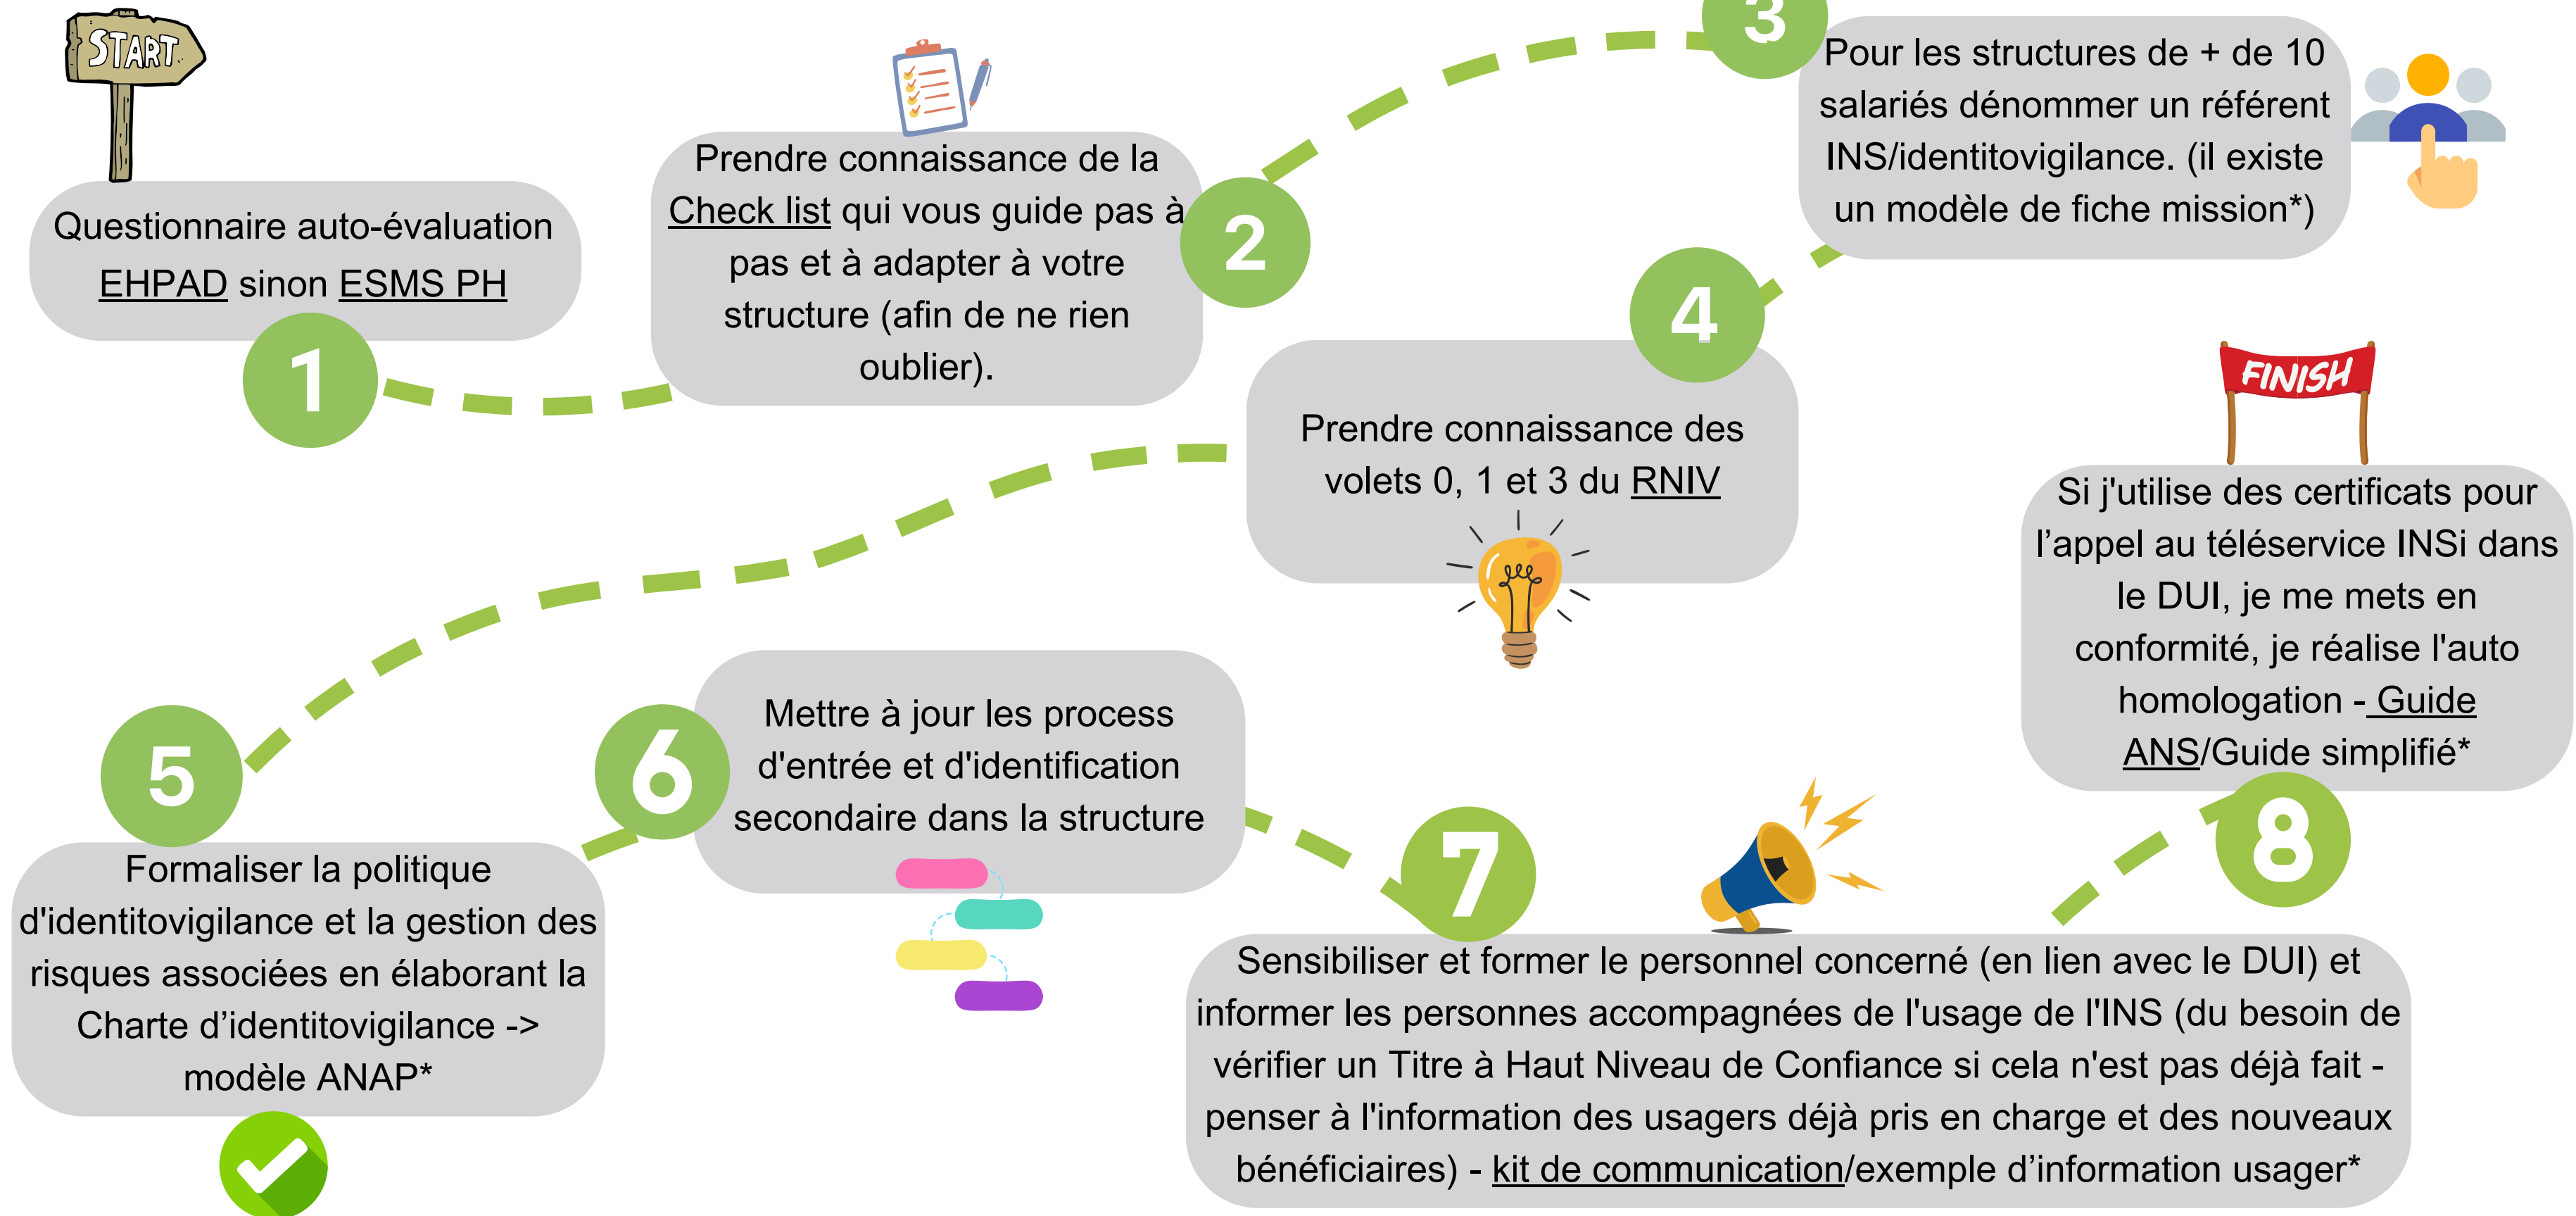 START
Questionnaire auto-évaluation
EHPAD sinon ESMS PH
1
Prendre connaissance de la
Check list qui vous guide pas à
pas et à adapter à votre
structure (afin de ne rien
oublier).
2
3
Pour les structures de + de 10
salariés dénommer un référent
INS/identitovigilance. (il existe
un modèle de fiche mission*)
4
Prendre connaissance des
volets 0, 1 et 3 du RNIV
5
Formaliser la politique
d'identitovigilance et la gestion des
risques associées en élaborant la
Charte d’identitovigilance ->
modèle ANAP*
6
Mettre à jour les process
d'entrée et d'identification
secondaire dans la structure
7
Sensibiliser et former le personnel concerné (en lien avec le DUI) et
informer les personnes accompagnées de l'usage de l'INS (du besoin de
vérifier un Titre à Haut Niveau de Confiance si cela n'est pas déjà fait -
penser à l'information des usagers déjà pris en charge et des nouveaux
bénéficiaires) - kit de communication/exemple d’information usager*
FINISH
Si j'utilise des certificats pour
l’appel au téléservice INSi dans
le DUI, je me mets en
conformité, je réalise l'auto
homologation - Guide
ANS/Guide simplifié*
8